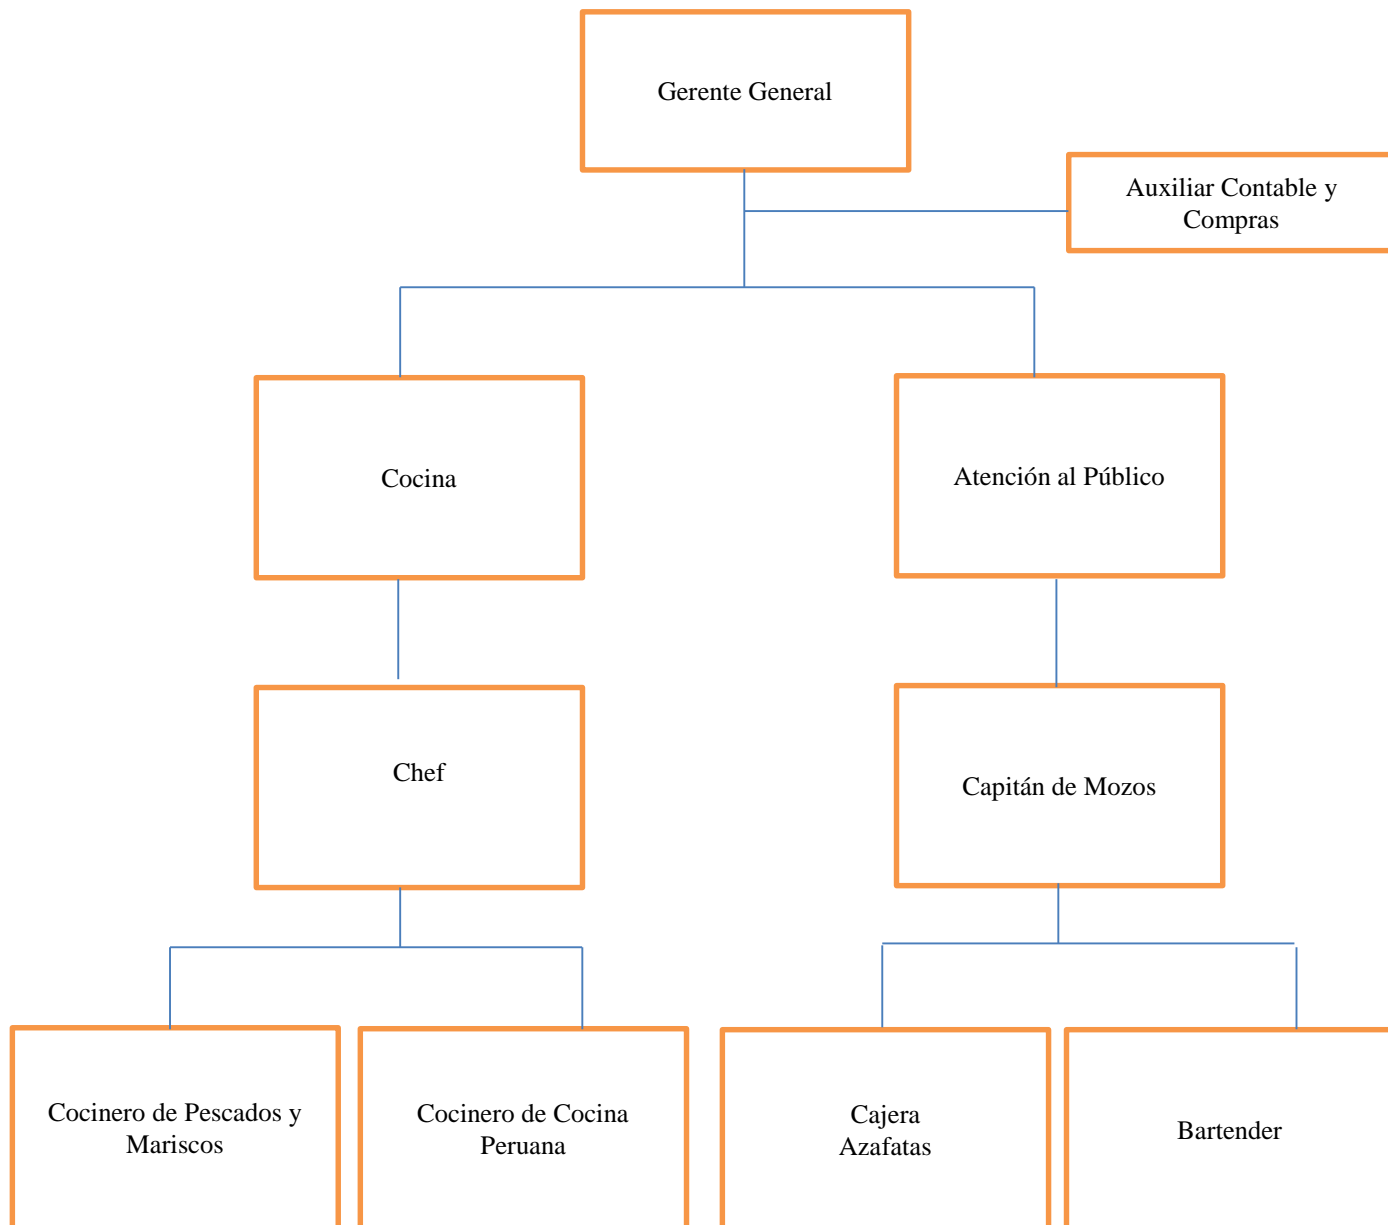 Gerente General
Auxiliar Contable y
Compras
Cocina
Atención al Público
Chef
Capitán de Mozos
Cocinero de Pescados y
Mariscos
Cocinero de Cocina
Peruana
Cajera
Azafatas
Bartender